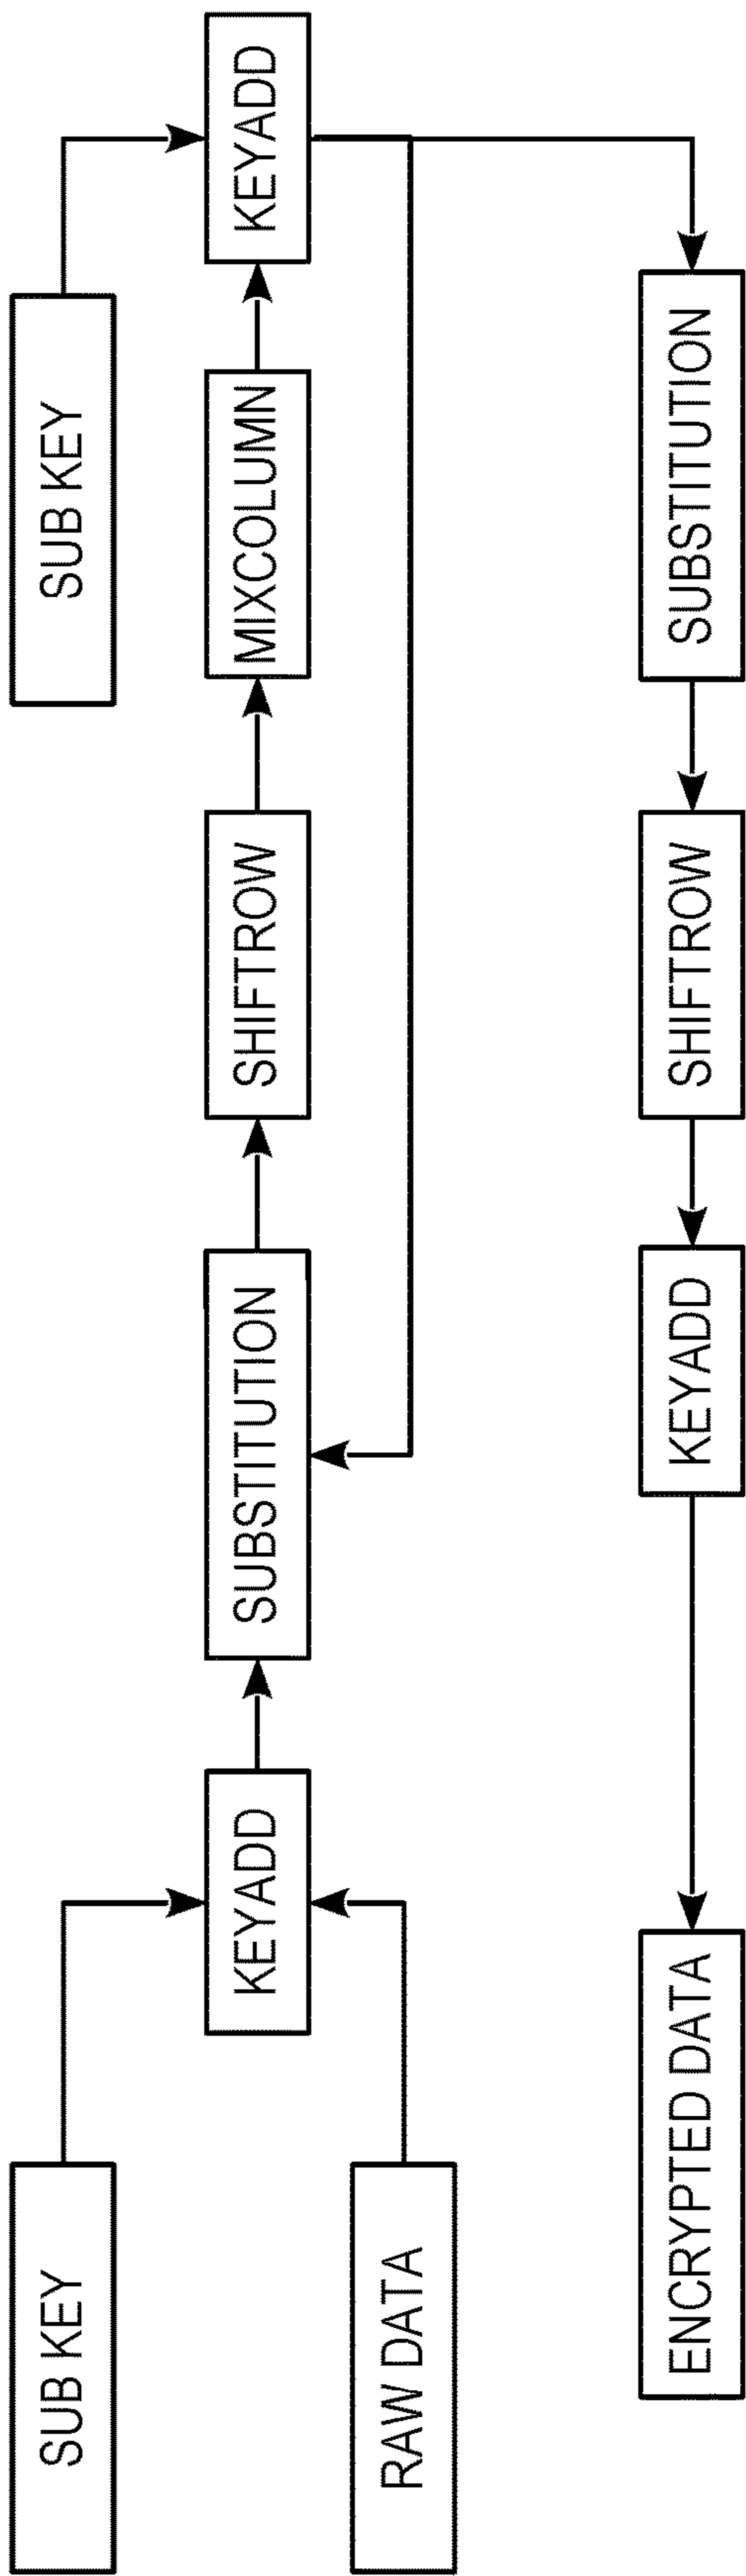 SUB KEY
SUB KEY
KEYADD
SUBSTITUTION
SHIFTROW
MIXCOLUMN
KEYADD
RAW DATA
ENCRYPTED DATA
KEYADD
SHIFTROW
SUBSTITUTION